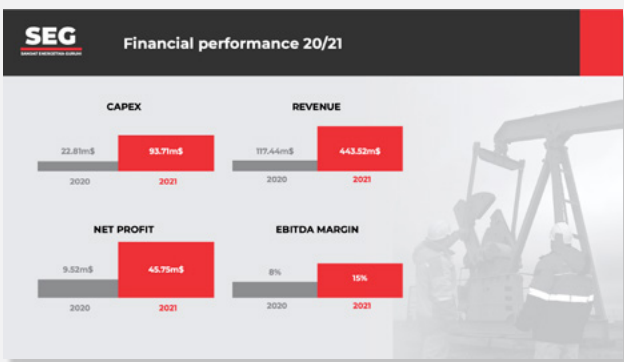 SEG
SANOAT ENERGETIKA GURUHI
Financial performance 20/21
CAPEX
22.81m$
93.71m$
2020
2021
REVENUE
117.44m$
443.52m$
2020
2021
NET PROFIT
9.52m$
45.75m$
2020
2021
EBITDA MARGIN
8%
15%
2020
2021